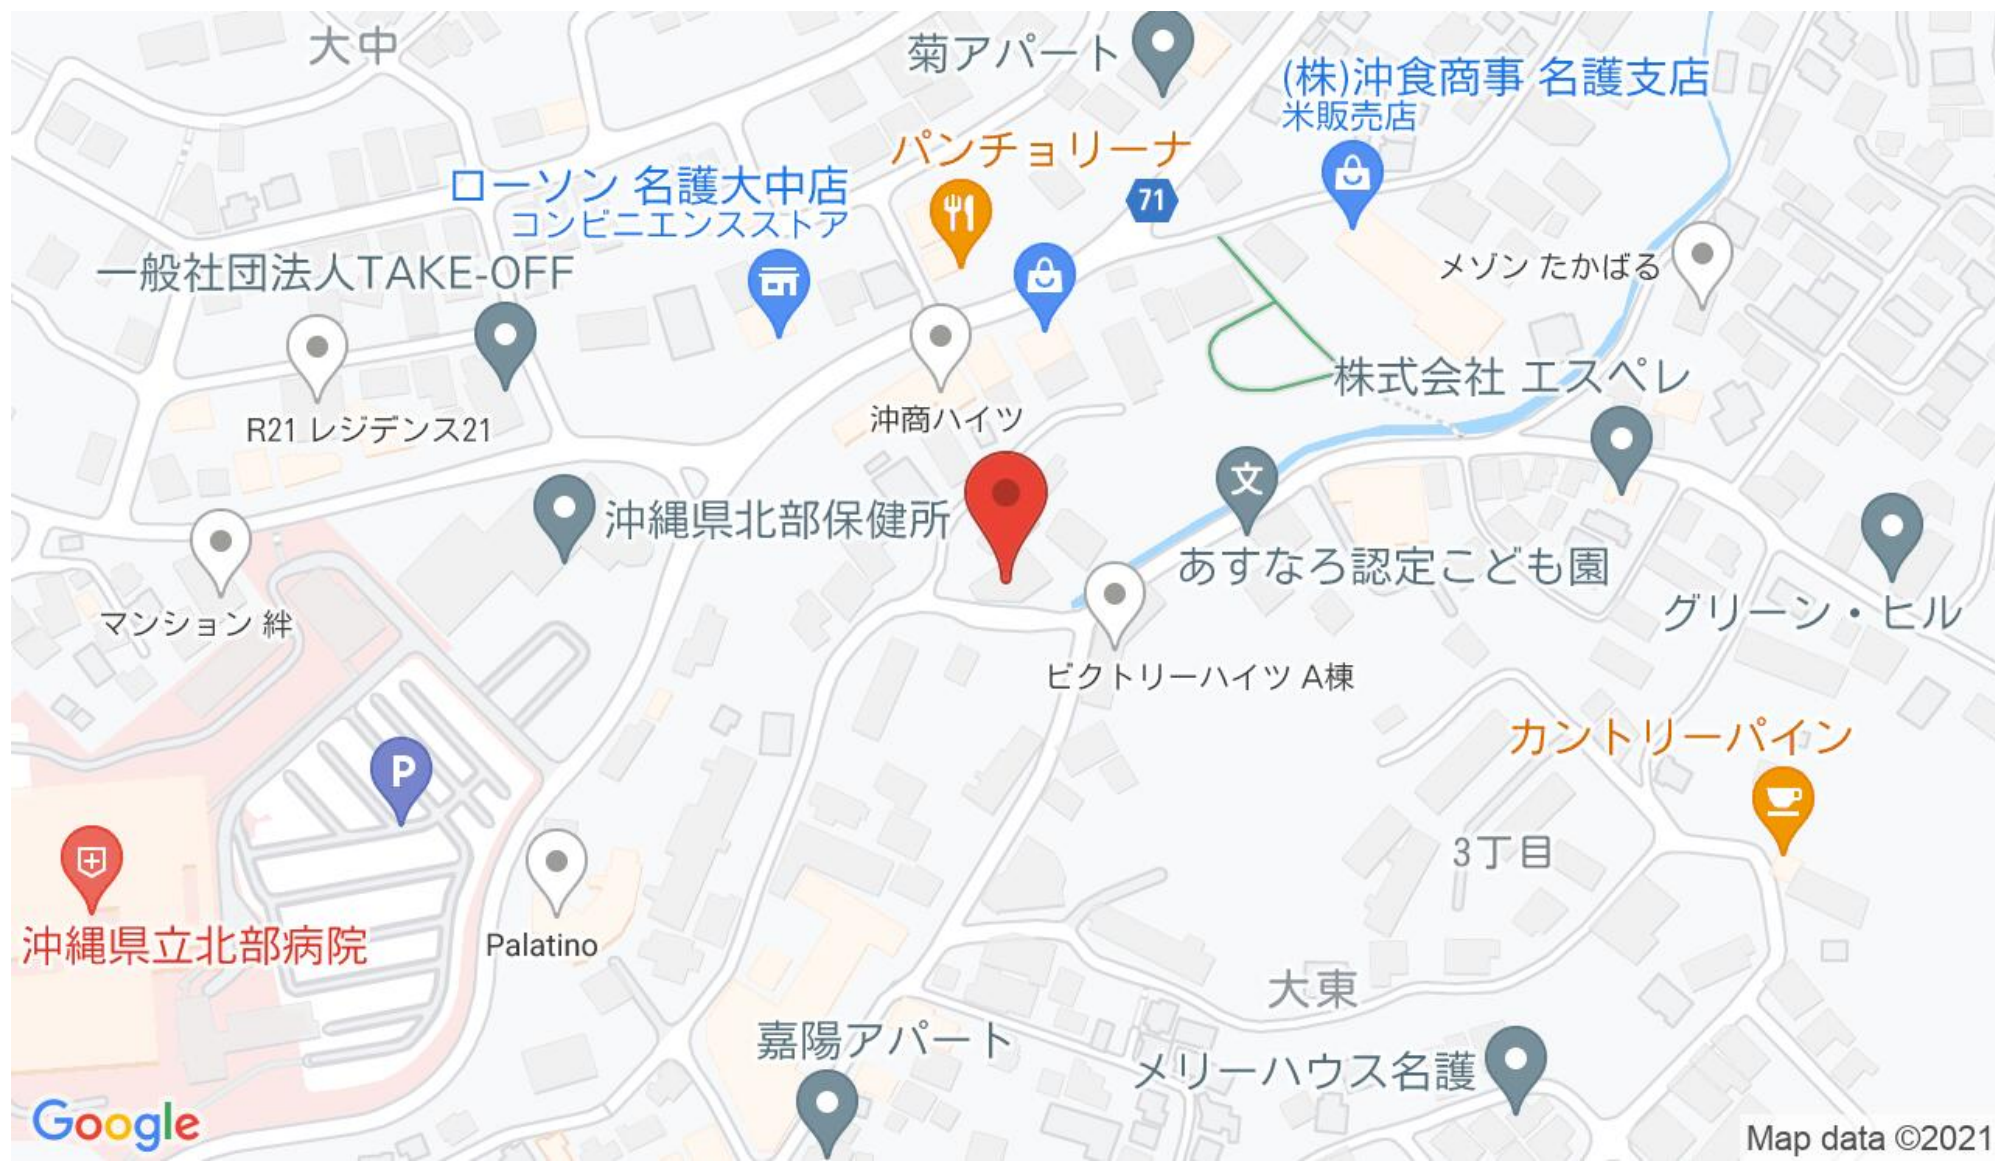 大中
菊アパート
(株)沖食商事 名護支店
米販売店
パンチョリーナ
71
ローソン 名護大中店
コンビニエンスストア
一般社団法人TAKE-OFF
メゾン たかばる
R21 レジデンス21
沖商ハイツ
株式会社 エスペレ
文
沖縄県北部保健所
あすなろ認定こども園
マンション 絆
グリーン・ヒル
ビクトリーハイツ A棟
カントリーパイン
P
3丁目
沖縄県立北部病院
Palatino
大東
嘉陽アパート
メリーハウス名護
Google
Map data ©2021